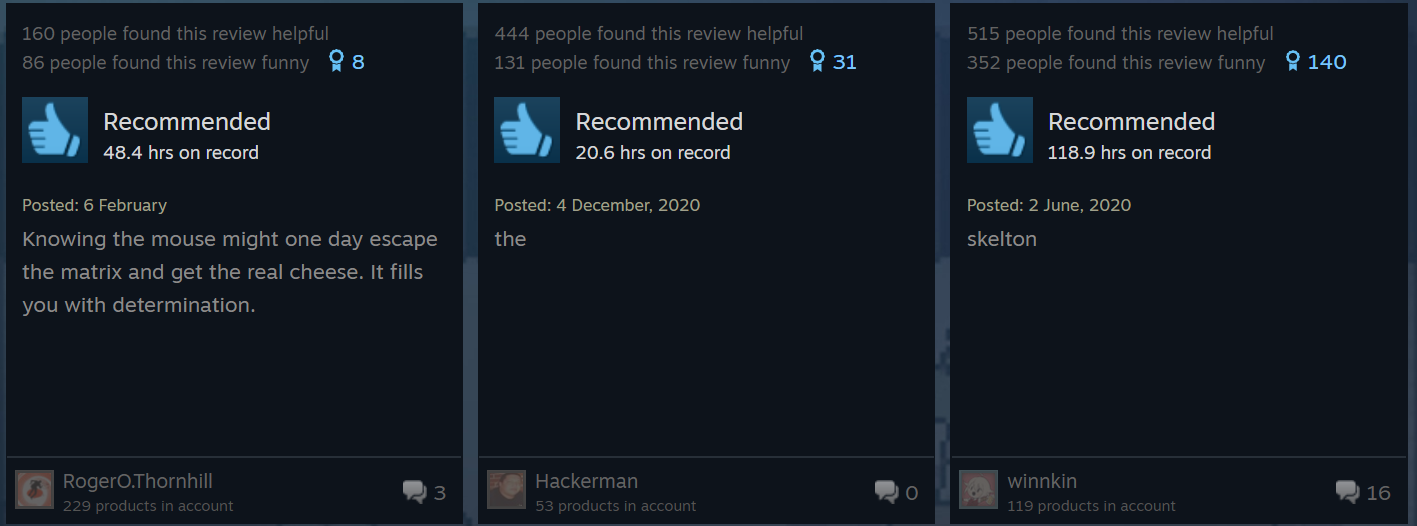 160 people found this review helpful
86 people found this review funny 8
Recommended
48.4 hrs on record
Posted: 6 February
Knowing the mouse might one day escape
the matrix and get the real cheese. It fills
you with determination.
RogerO.Thornhill
229 products in account
3
444 people found this review helpful
131 people found this review funny 31
Recommended
20.6 hrs on record
Posted: 4 December, 2020
the
Hackerman
53 products in account
0
515 people found this review helpful
352 people found this review funny 140
Recommended
118.9 hrs on record
Posted: 2 June, 2020
skelton
winnkin
119 products in account
16